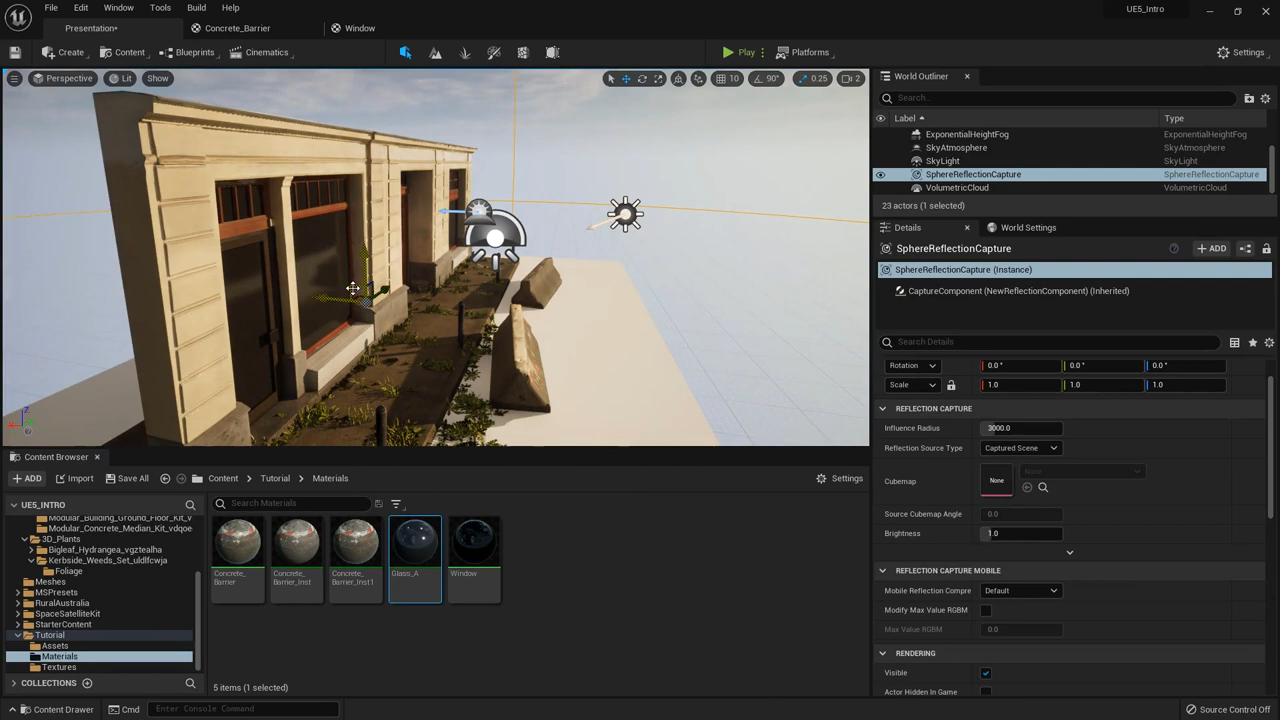 File Edit Window Tools Build Help
UE5_Intro
Presentation* Concrete_Barrier Window
Create Content Blueprints Cinematics Play Platforms Settings
Perspective Lit Show 10 90° 0.25 2
World Outliner
Search...
Label Type
ExponentialHeightFog ExponentialHeightFog
SkyAtmosphere SkyAtmosphere
SkyLight SkyLight
SphereReflectionCapture SphereReflectionCapture
VolumetricCloud VolumetricCloud
23 actors (1 selected)
Details World Settings
SphereReflectionCapture ADD
SphereReflectionCapture (Instance)
CaptureComponent (NewReflectionComponent) (Inherited)
Search Details
Rotation 0.0 ° 0.0 ° 0.0 °
Scale 1.0 1.0 1.0
REFLECTION CAPTURE
Influence Radius 3000.0
Reflection Source Type Captured Scene
Cubemap None None
Source Cubemap Angle 0.0
Brightness 1.0
REFLECTION CAPTURE MOBILE
Mobile Reflection Compre Default
Modify Max Value RGBM
Max Value RGBM 0.0
RENDERING
Visible
Actor Hidden In Game
Content Browser
ADD Import Save All Content Tutorial Materials Settings
UE5_INTRO
Modular_Building_Ground_Floor_Kit_v
Modular_Concrete_Median_Kit_vdqoe
3D_Plants
Bigleaf_Hydrangea_vgztealha
Kerbside_Weeds_Set_uldlfcwja
Foliage
Meshes
MSPresets
RuralAustralia
SpaceSatelliteKit
StarterContent
Tutorial
Assets
Materials
Textures
COLLECTIONS
Search Materials
Concrete_ Concrete_ Concrete_ Glass_A Window
Barrier Barrier_Inst Barrier_Inst1
5 items (1 selected)
Content Drawer Cmd Enter Console Command Source Control Off